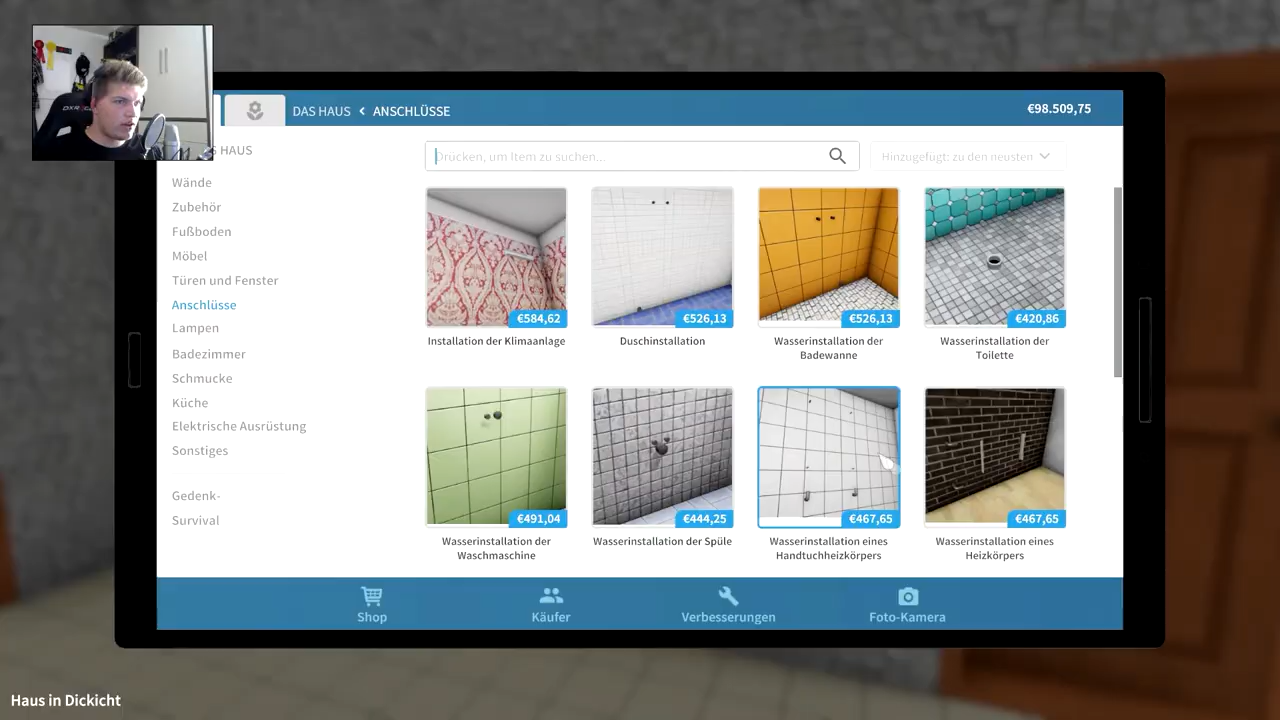 DAS HAUS < ANSCHLÜSSE
€98.509,75
HAUS
Drücken, um Item zu suchen...
Hinzugefügt: zu den neusten
Wände
Zubehör
Fußboden
Möbel
Türen und Fenster
Anschlüsse
Lampen
Badezimmer
Schmucke
Küche
Elektrische Ausrüstung
Sonstiges
Gedenk-
Survival
€584,62
€526,13
€526,13
€420,86
Installation der Klimaanlage
Duschinstallation
Wasserinstallation der
Badewanne
Wasserinstallation der
Toilette
€491,04
€444,25
€467,65
€467,65
Wasserinstallation der
Waschmaschine
Wasserinstallation der Spüle
Wasserinstallation eines
Handtuchheizkörpers
Wasserinstallation eines
Heizkörpers
Shop
Käufer
Verbesserungen
Foto-Kamera
Haus in Dickicht